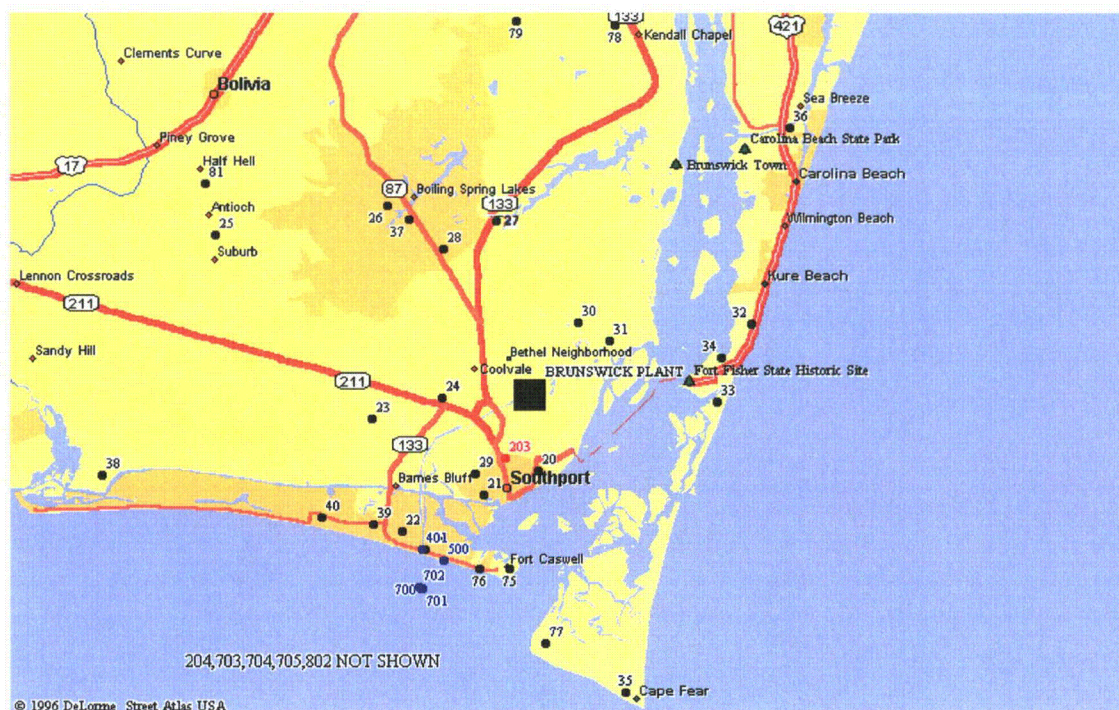 133
79
78
Kendall Chapel
421
Clements Curve
Bolivia
Sea Breeze
36
Carolina Beach State Park
Piney Grove
17
Half Hell
81
Brunswick Town
Carolina Beach
87
Boiling Spring Lakes
133
26
27
37
Antioch
25
28
Wilmington Beach
Suburb
Lennon Crossroads
211
Kure Beach
30
31
32
Sandy Hill
Bethel Neighborhood
34
Coolvale
BRUNSWICK PLANT
Fort Fisher State Historic Site
211
24
33
23
133
203
38
29
20
Barnes Bluff
21
Southport
40
39
22
401
500
Fort Caswell
702
76
75
700
701
77
204,703,704,705,802 NOT SHOWN
35
Cape Fear
© 1996 DeLorme Street Atlas USA